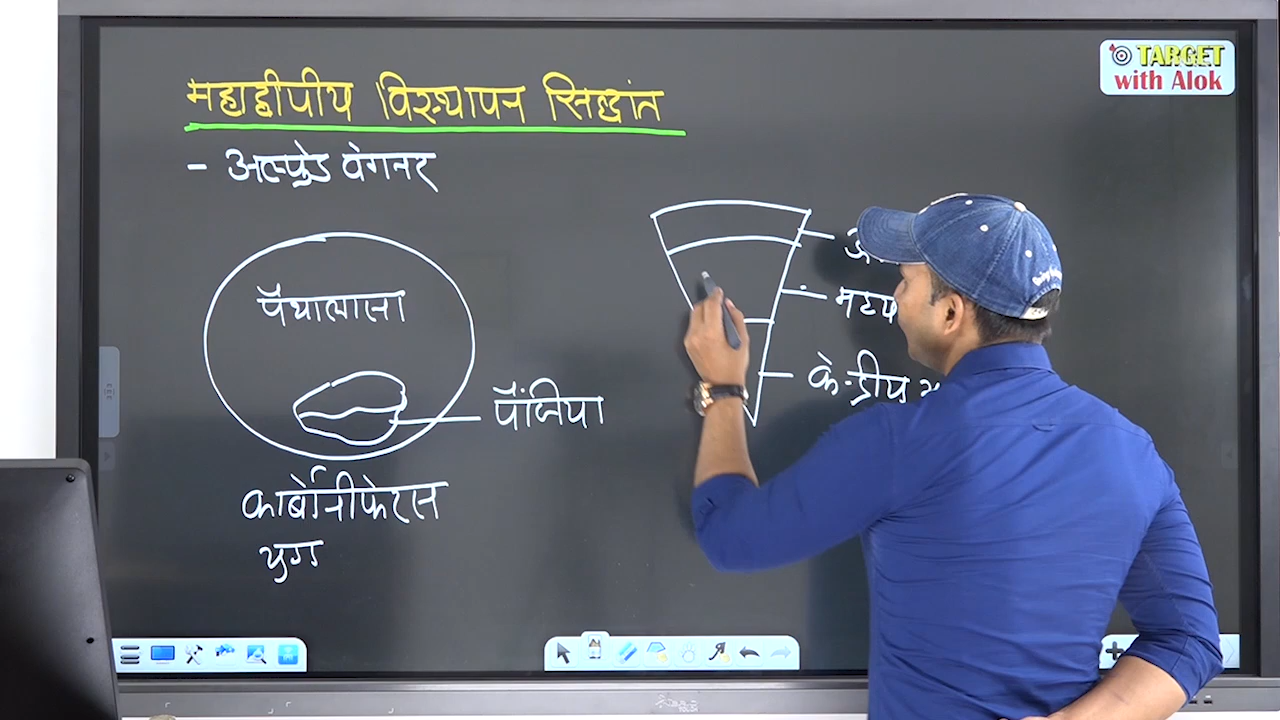 महाद्वीपीय विस्थापन सिद्धांत
- अल्फ्रेड वेगनर
पैंथालासा
पैंजिया
कार्बोनीफेरस
युग
केन्द्रीय
TARGET
with Alok